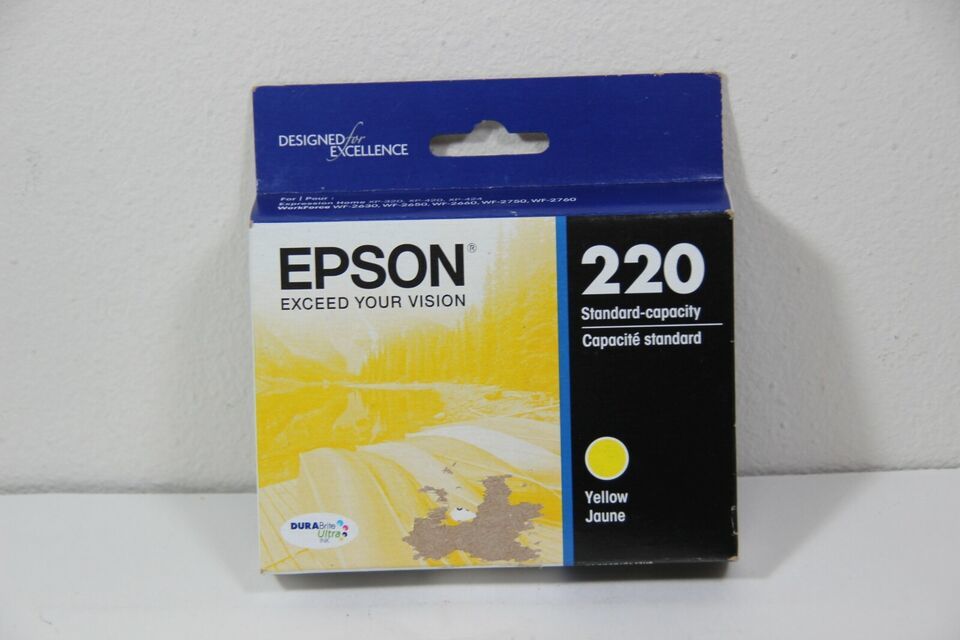 DESIGNED for
EXCELLENCE
For / Pour :
Expression Home XP-320, XP-420, XP-424
WorkForce WF-2630, WF-2650, WF-2660, WF-2750, WF-2760
EPSON®
EXCEED YOUR VISION
220
Standard-capacity
Capacité standard
Yellow
Jaune
DURABrite
Ultra
INK